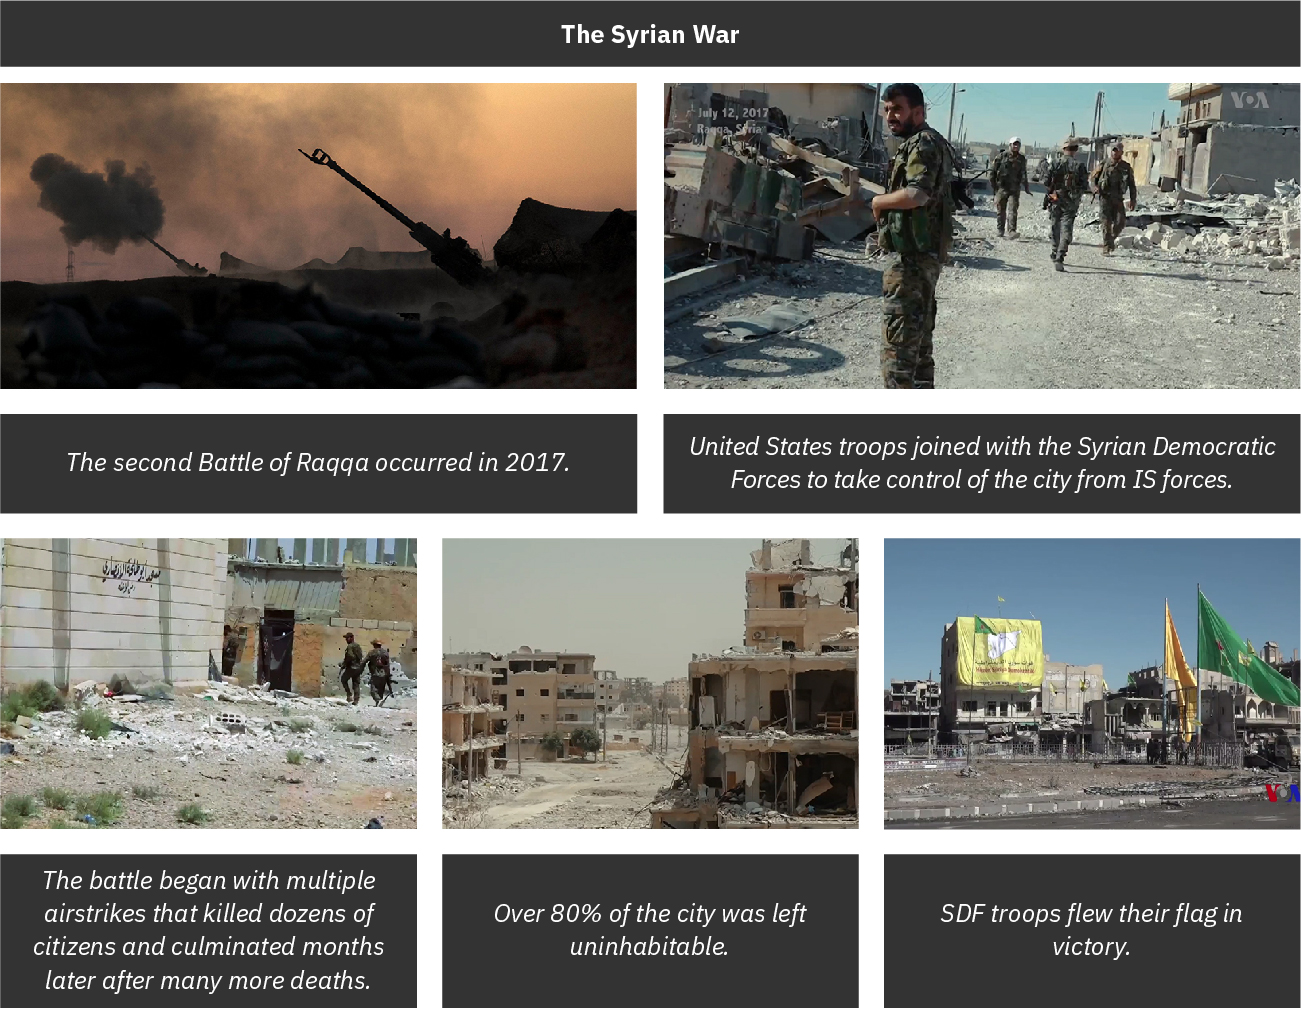 The Syrian War
July 12, 2017
Raqqa, Syria
VOA
The second Battle of Raqqa occurred in 2017.
United States troops joined with the Syrian Democratic
Forces to take control of the city from IS forces.
VOA
The battle began with multiple
airstrikes that killed dozens of
citizens and culminated months
later after many more deaths.
Over 80% of the city was left
uninhabitable.
SDF troops flew their flag in
victory.